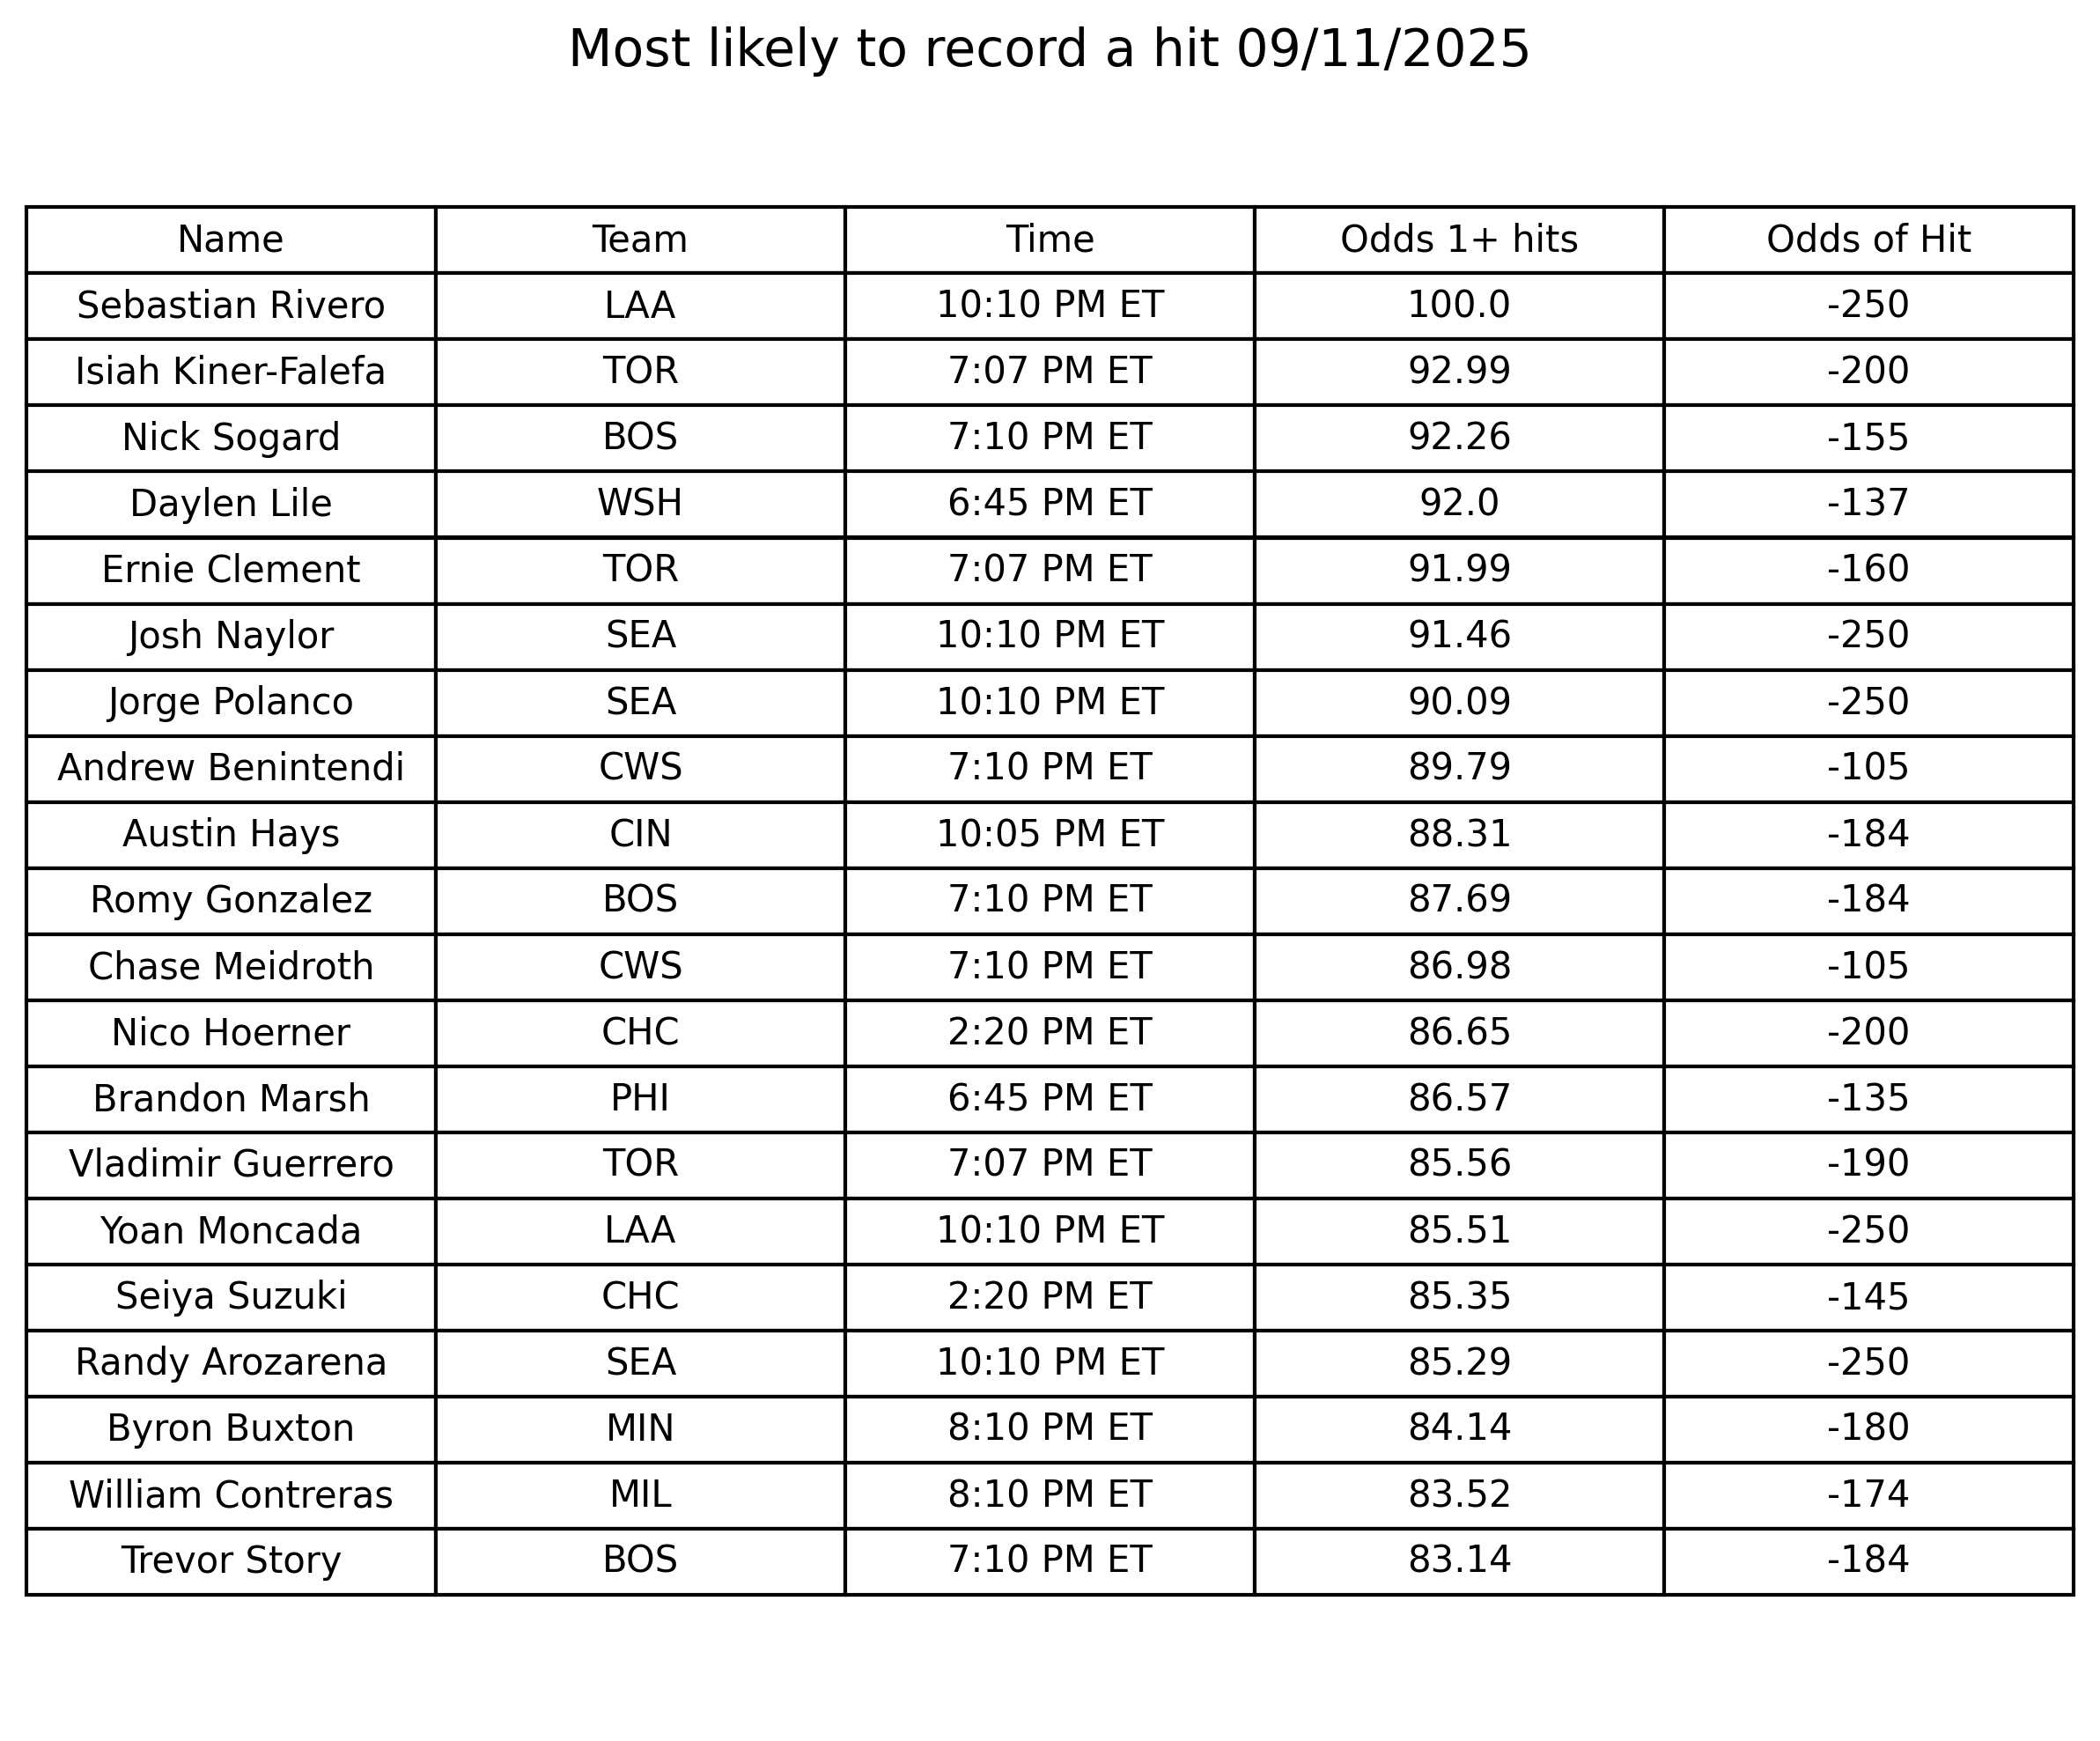 Most likely to record a hit 09/11/2025
Name Team Time Odds 1+ hits Odds of Hit
Sebastian Rivero LAA 10:10 PM ET 100.0 -250
Isiah Kiner-Falefa TOR 7:07 PM ET 92.99 -200
Nick Sogard BOS 7:10 PM ET 92.26 -155
Daylen Lile WSH 6:45 PM ET 92.0 -137
Ernie Clement TOR 7:07 PM ET 91.99 -160
Josh Naylor SEA 10:10 PM ET 91.46 -250
Jorge Polanco SEA 10:10 PM ET 90.09 -250
Andrew Benintendi CWS 7:10 PM ET 89.79 -105
Austin Hays CIN 10:05 PM ET 88.31 -184
Romy Gonzalez BOS 7:10 PM ET 87.69 -184
Chase Meidroth CWS 7:10 PM ET 86.98 -105
Nico Hoerner CHC 2:20 PM ET 86.65 -200
Brandon Marsh PHI 6:45 PM ET 86.57 -135
Vladimir Guerrero TOR 7:07 PM ET 85.56 -190
Yoan Moncada LAA 10:10 PM ET 85.51 -250
Seiya Suzuki CHC 2:20 PM ET 85.35 -145
Randy Arozarena SEA 10:10 PM ET 85.29 -250
Byron Buxton MIN 8:10 PM ET 84.14 -180
William Contreras MIL 8:10 PM ET 83.52 -174
Trevor Story BOS 7:10 PM ET 83.14 -184